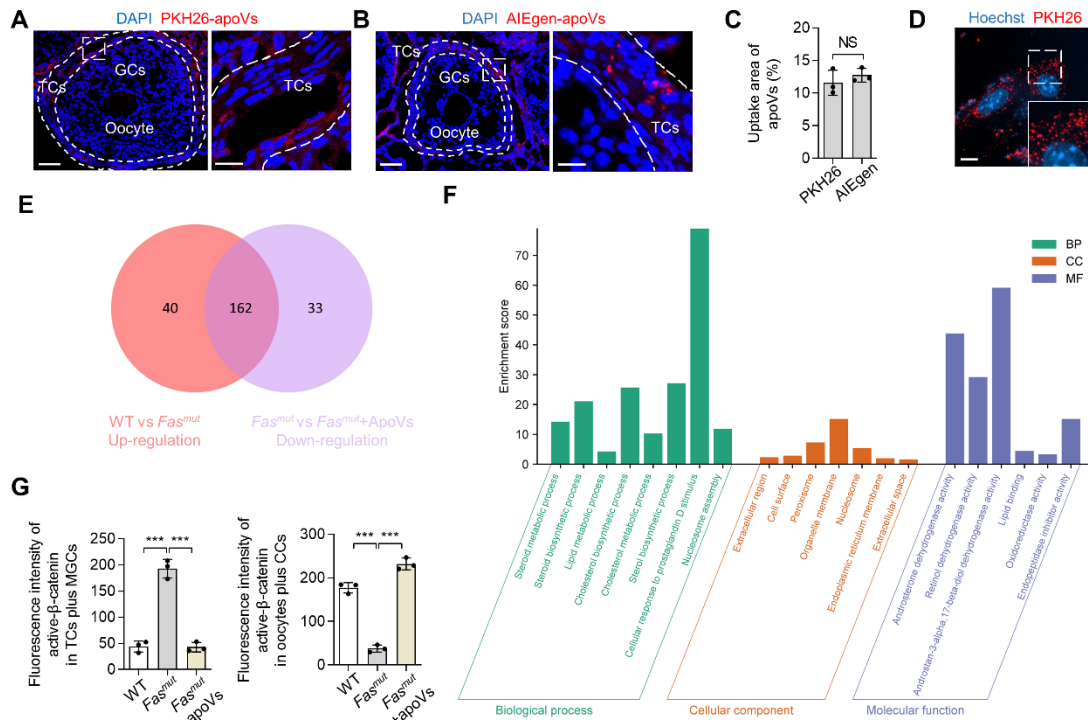 A
DAPI PKH26-apoVs
TCs
GCs
Oocyte
TCs
B
DAPI AIEgen-apoVs
TCs
GCs
Oocyte
TCs
C
Uptake area of
apoVs (%)
20
15
10
5
0
NS
PKH26
AIEgen
D
Hoechst PKH26
E
40
162
33
WT vs Fasmut
Up-regulation
Fasmut vs Fasmut+ApoVs
Down-regulation
F
Enrichment score
70
60
50
40
30
20
10
0
BP
CC
MF
Steroid metabolic process
Steroid biosynthetic process
Lipid metabolic process
Cholesterol biosynthetic process
Cholesterol metabolic process
Sterol biosynthetic process
Cellular response to prostaglandin D stimulus
Nucleosome assembly
Extracellular region
Cell surface
Peroxisome
Organelle membrane
Nucleosome
Endoplasmic reticulum membrane
Extracellular space
Androsterone dehydrogenase activity
Retinol dehydrogenase activity
Androstan-3-alpha,17-beta-diol dehydrogenase activity
Lipid binding
Oxidoreductase activity
Endopeptidase inhibitor activity
Biological process
Cellular component
Molecular function
G
Fluorescence intensity of
active-β-catenin
in TCs plus MGCs
250
200
150
100
50
0
*** ***
WT
Fasmut
Fasmut
+apoVs
Fluorescence intensity of
active-β-catenin
in oocytes plus CCs
300
200
100
0
*** ***
WT
Fasmut
Fasmut
+apoVs